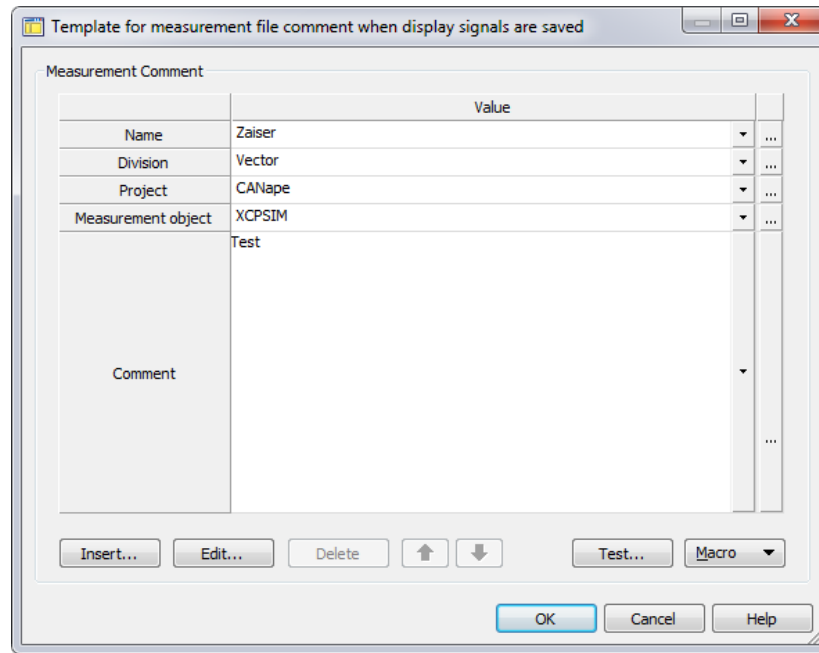 Template for measurement file comment when display signals are saved
Measurement Comment
Value
Name Zaiser ...
Division Vector ...
Project CANape ...
Measurement object XCPSIM ...
Comment Test ...
Insert... Edit... Delete Test... Macro
OK Cancel Help